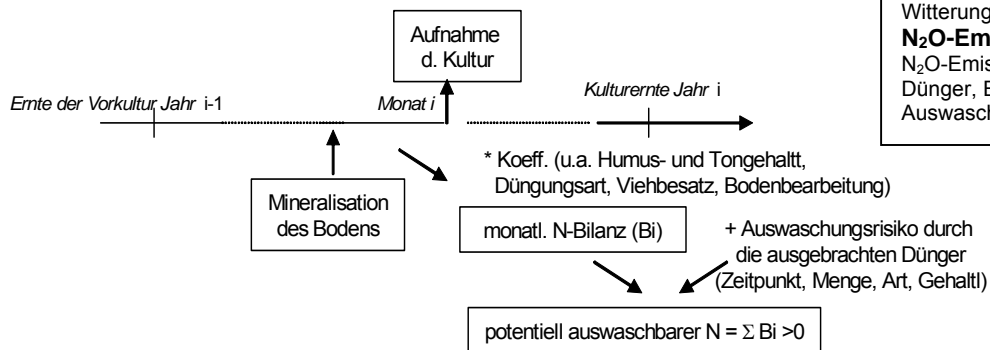 Aufnahme
d. Kultur
Witterung
N₂O-Em
N₂O-Emis
Dünger, E
Auswasch
Ernte der Vorkultur Jahr i-1
Monat i
Kulturernte Jahr i
Mineralisation
des Bodens
* Koeff. (u.a. Humus- und Tongehaltt,
Düngungsart, Viehbesatz, Bodenbearbeitung)
monatl. N-Bilanz (Bi)
+ Auswaschungsrisiko durch
die ausgebrachten Dünger
(Zeitpunkt, Menge, Art, Gehaltl)
potentiell auswaschbarer N = Σ Bi >0